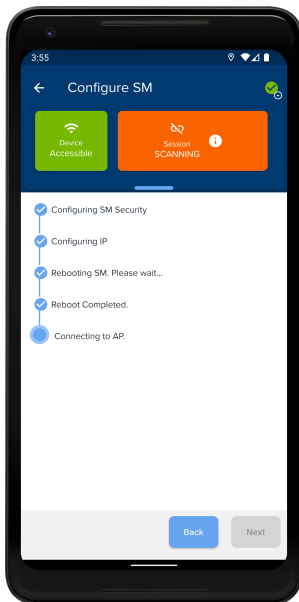 3:55
Configure SM
Device
Accessible
Session
SCANNING
Configuring SM Security
Configuring IP
Rebooting SM. Please wait...
Reboot Completed.
Connecting to AP.
Back
Next